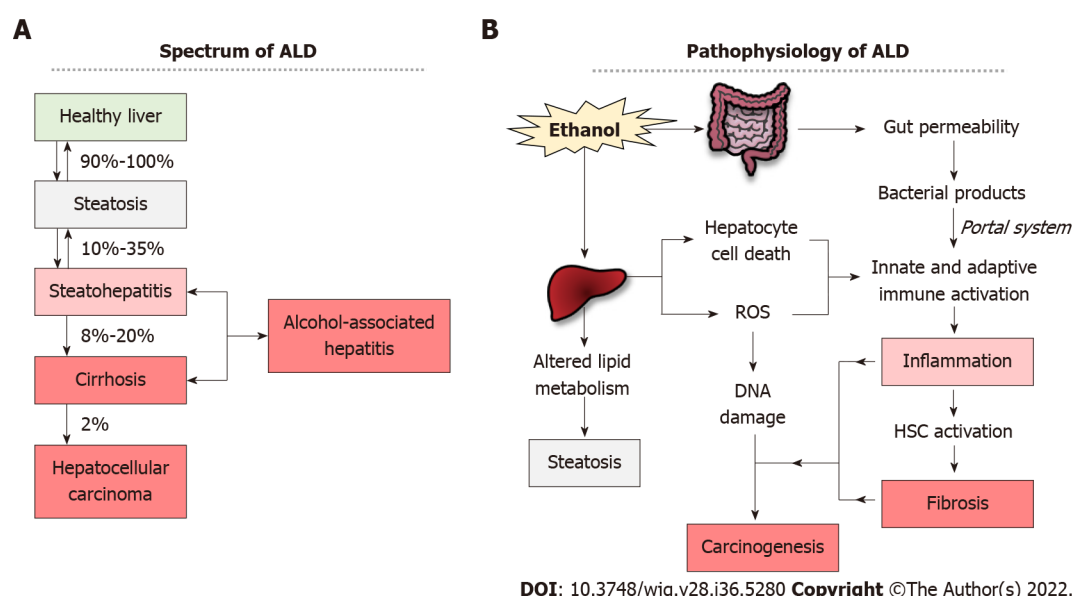 A
Spectrum of ALD
Healthy liver
90%-100%
Steatosis
10%-35%
Steatohepatitis
8%-20%
Cirrhosis
2%
Hepatocellular
carcinoma
Alcohol-associated
hepatitis
B
Pathophysiology of ALD
Ethanol
Gut permeability
Bacterial products
Portal system
Hepatocyte
cell death
ROS
Innate and adaptive
immune activation
Altered lipid
metabolism
Steatosis
DNA
damage
Inflammation
HSC activation
Fibrosis
Carcinogenesis
DOI: 10.3748/wjg.v28.i36.5280 Copyright ©The Author(s) 2022.